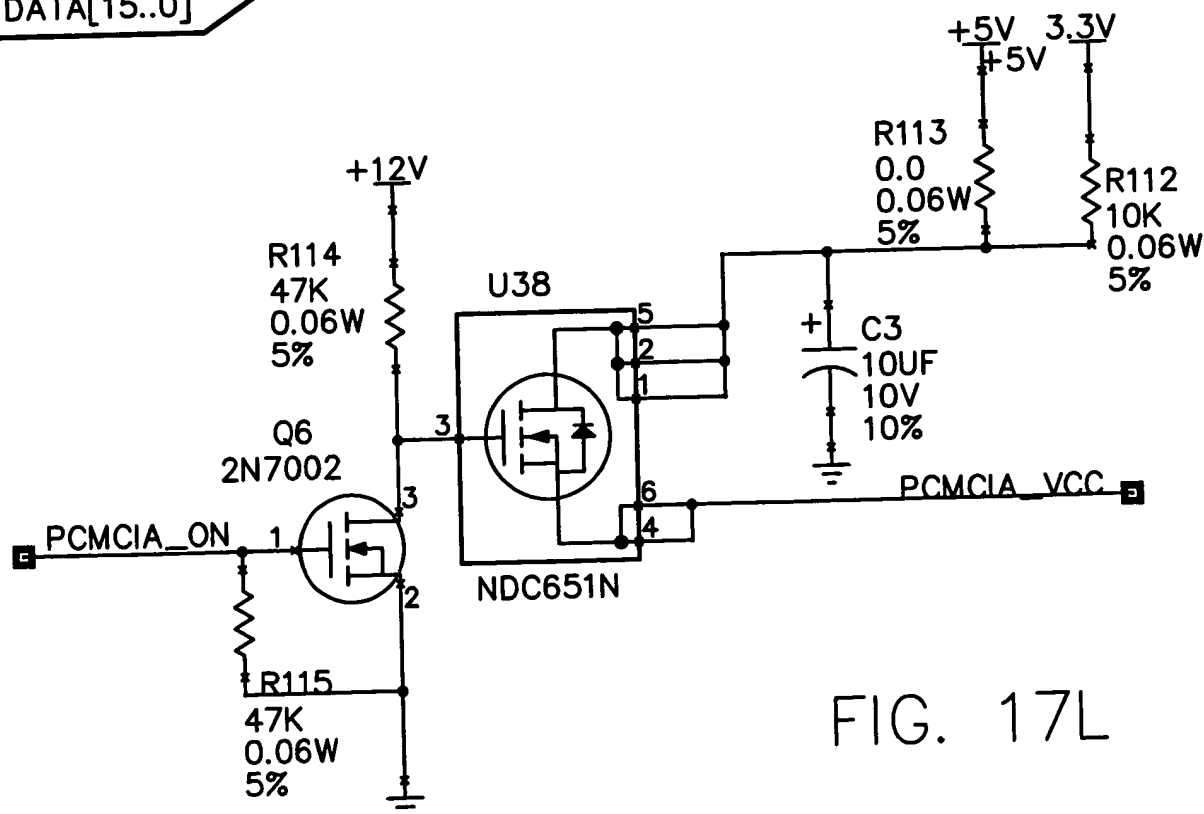 DATA[15..0]
+5V
3.3V
+5V
R113
0.0
0.06W
5%
R112
10K
0.06W
5%
+12V
R114
47K
0.06W
5%
U38
5
2
1
3
6
4
NDC651N
+
C3
10UF
10V
10%
Q6
2N7002
3
1
2
PCMCIA_ON
PCMCIA_VCC
R115
47K
0.06W
5%
FIG. 17L